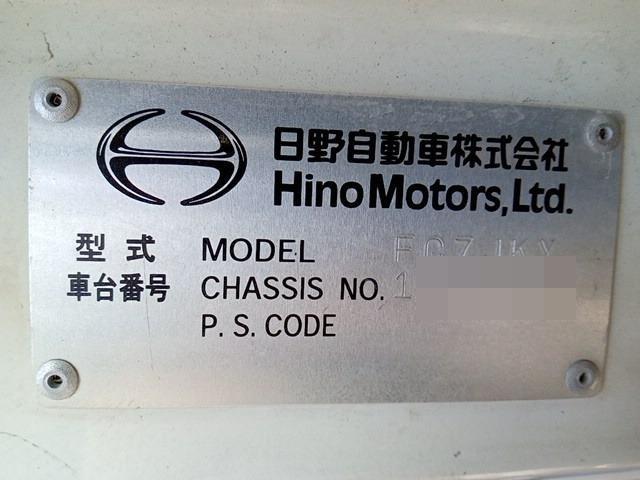 日野自動車株式会社
Hino Motors, Ltd.
型式 MODEL FC7JKY
車台番号 CHASSIS NO. 1
P. S. CODE